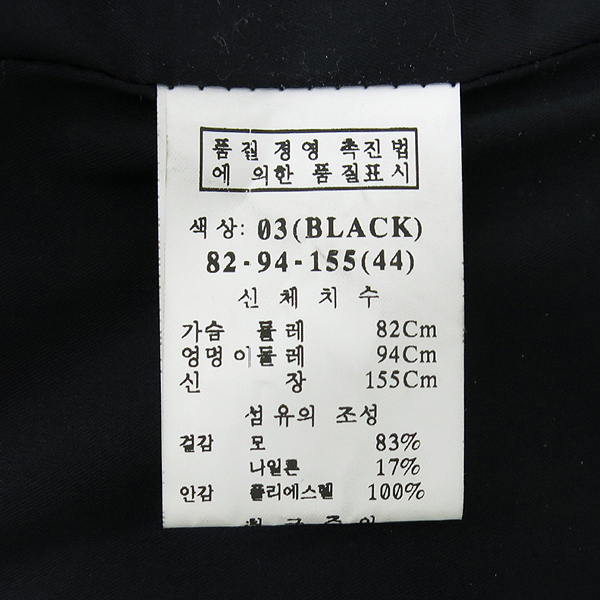 품질 경영 촉진법
에 의한 품질표시
색상: 03(BLACK)
82-94-155(44)
신체치수
가슴 둘레 82Cm
엉덩이둘레 94Cm
신 장 155Cm
섬유의 조성
겉감 모 83%
나일론 17%
안감 폴리에스텔 100%